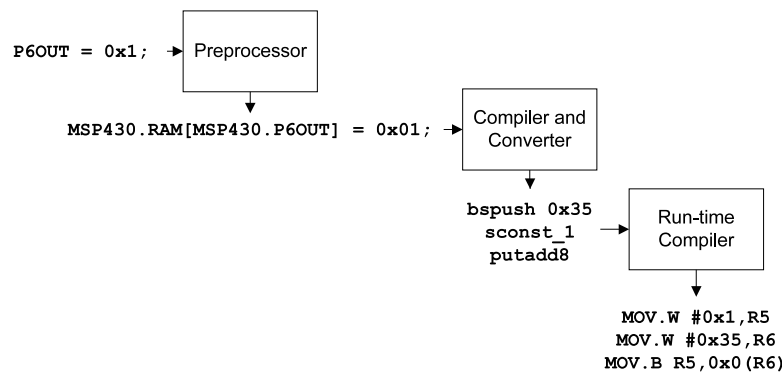 P6OUT = 0x1;
Preprocessor
MSP430.RAM[MSP430.P6OUT] = 0x01;
Compiler and
Converter
bspush 0x35
sconst_1
putadd8
Run-time
Compiler
MOV.W #0x1,R5
MOV.W #0x35,R6
MOV.B R5,0x0(R6)